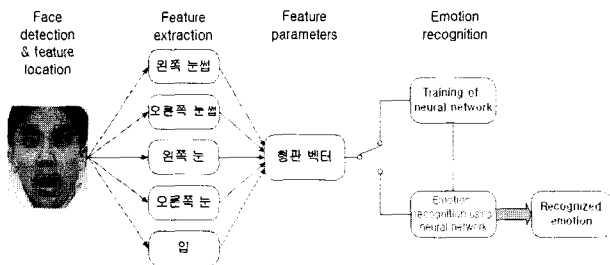 Face
detection
& feature
location
Feature
extraction
Feature
parameters
Emotion
recognition
왼쪽 눈썹
오른쪽 눈썹
왼쪽 눈
오른쪽 눈
입
형판 벡터
Training of
neural network
Emotion
recognition using
neural network
Recognized
emotion